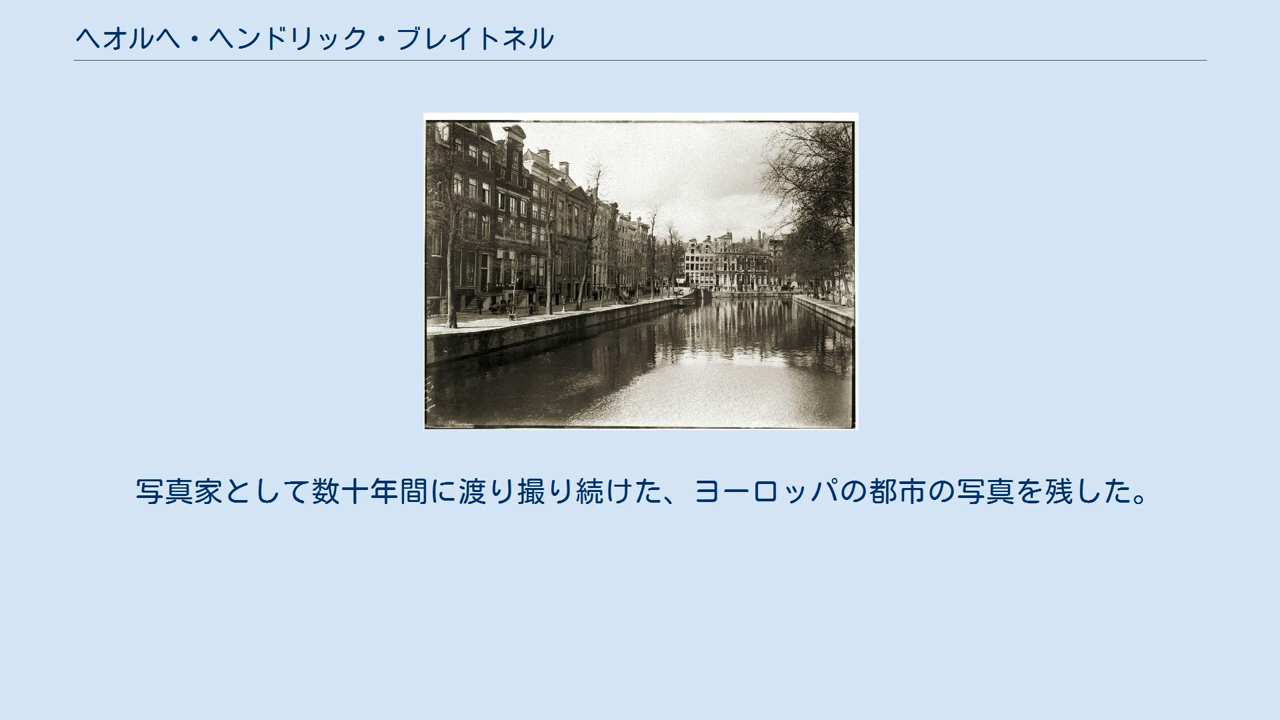 ヘオルヘ・ヘンドリック・ブレイトネル
写真家として数十年間に渡り撮り続けた、ヨーロッパの都市の写真を残した。